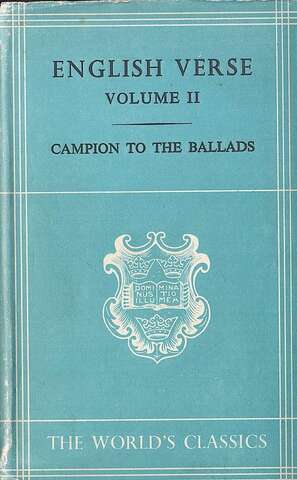 ENGLISH VERSE
VOLUME II
CAMPION TO THE BALLADS
DOMI MINA
NUS TIO
ILLU MEA
THE WORLD'S CLASSICS